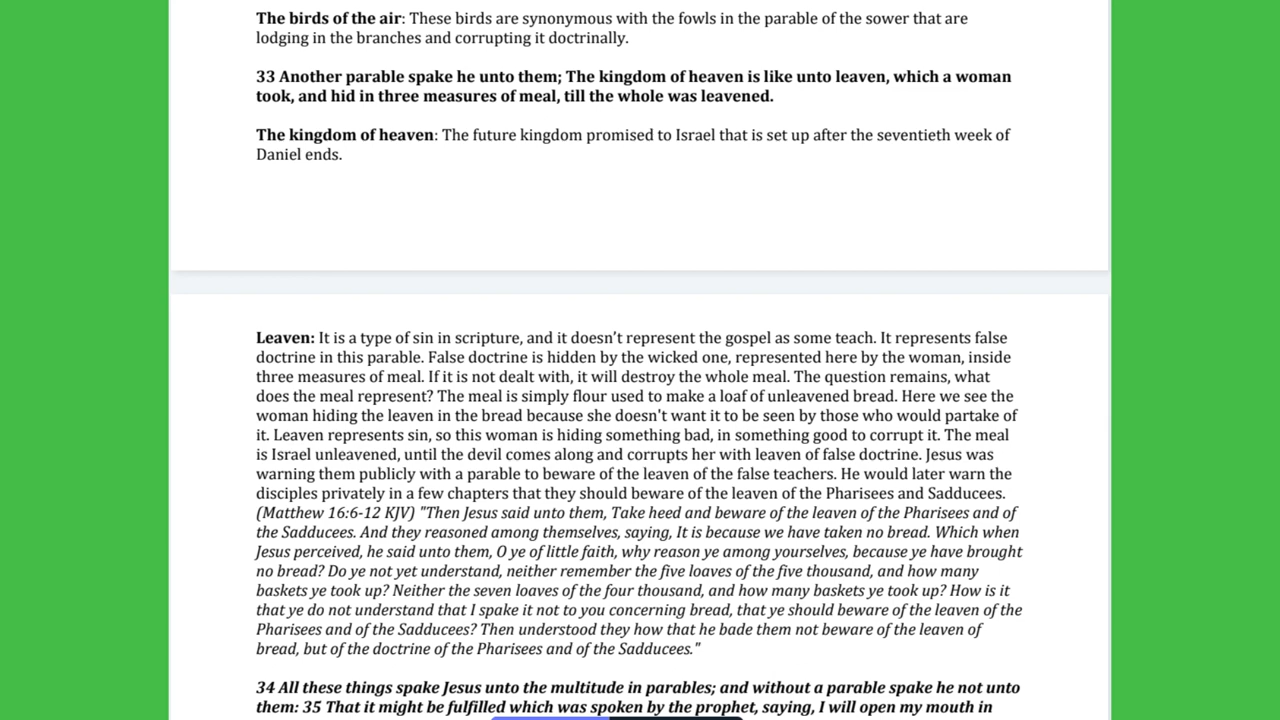 The birds of the air: These birds are synonymous with the fowls in the parable of the sower that are
lodging in the branches and corrupting it doctrinally.
33 Another parable spake he unto them; The kingdom of heaven is like unto leaven, which a woman
took, and hid in three measures of meal, till the whole was leavened.
The kingdom of heaven: The future kingdom promised to Israel that is set up after the seventieth week of
Daniel ends.
Leaven: It is a type of sin in scripture, and it doesn’t represent the gospel as some teach. It represents false
doctrine in this parable. False doctrine is hidden by the wicked one, represented here by the woman, inside
three measures of meal. If it is not dealt with, it will destroy the whole meal. The question remains, what
does the meal represent? The meal is simply flour used to make a loaf of unleavened bread. Here we see the
woman hiding the leaven in the bread because she doesn't want it to be seen by those who would partake of
it. Leaven represents sin, so this woman is hiding something bad, in something good to corrupt it. The meal
is Israel unleavened, until the devil comes along and corrupts her with leaven of false doctrine. Jesus was
warning them publicly with a parable to beware of the leaven of the false teachers. He would later warn the
disciples privately in a few chapters that they should beware of the leaven of the Pharisees and Sadducees.
(Matthew 16:6-12 KJV) "Then Jesus said unto them, Take heed and beware of the leaven of the Pharisees and of
the Sadducees. And they reasoned among themselves, saying, It is because we have taken no bread. Which when
Jesus perceived, he said unto them, O ye of little faith, why reason ye among yourselves, because ye have brought
no bread? Do ye not yet understand, neither remember the five loaves of the five thousand, and how many
baskets ye took up? Neither the seven loaves of the four thousand, and how many baskets ye took up? How is it
that ye do not understand that I spake it not to you concerning bread, that ye should beware of the leaven of the
Pharisees and of the Sadducees? Then understood they how that he bade them not beware of the leaven of
bread, but of the doctrine of the Pharisees and of the Sadducees."
34 All these things spake Jesus unto the multitude in parables; and without a parable spake he not unto
them: 35 That it might be fulfilled which was spoken by the prophet, saying, I will open my mouth in